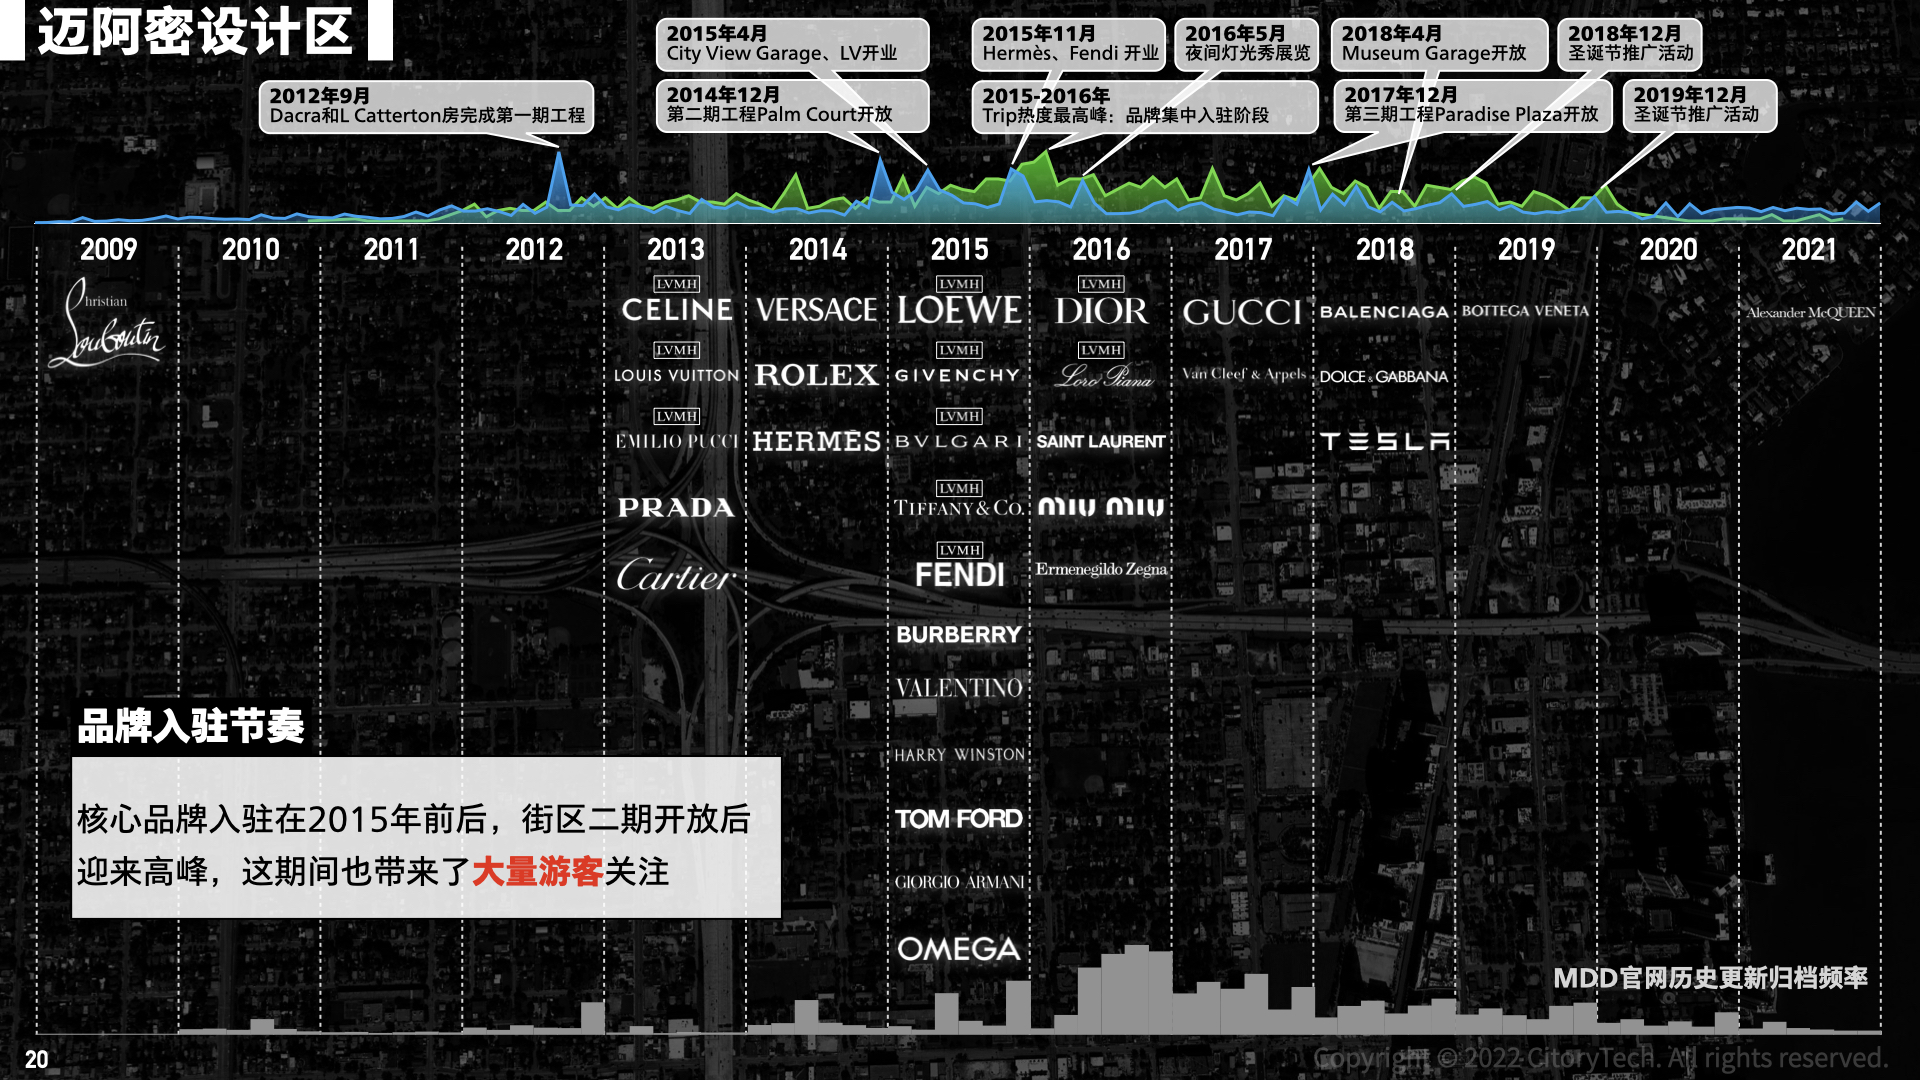 迈阿密设计区
2015年4月
City View Garage、LV开业
2015年11月
Hermès、Fendi 开业
2016年5月
夜间灯光秀展览
2018年4月
Museum Garage开放
2018年12月
圣诞节推广活动
2012年9月
Dacra和L Catterton房完成第一期工程
2014年12月
第二期工程Palm Court开放
2015-2016年
Trip热度最高峰：品牌集中入驻阶段
2017年12月
第三期工程Paradise Plaza开放
2019年12月
圣诞节推广活动
2009 2010 2011 2012 2013 2014 2015 2016 2017 2018 2019 2020 2021
Christian
Louboutin
LVMH
CELINE
LVMH
LOUIS VUITTON
LVMH
EMILIO PUCCI
PRADA
Cartier
VERSACE
ROLEX
HERMÈS
LVMH
LOEWE
LVMH
GIVENCHY
LVMH
BVLGARI
LVMH
TIFFANY & CO.
LVMH
FENDI
BURBERRY
VALENTINO
HARRY WINSTON
TOM FORD
GIORGIO ARMANI
OMEGA
LVMH
DIOR
LVMH
Loro Piana
SAINT LAURENT
MIU MIU
Ermenegildo Zegna
GUCCI
Van Cleef & Arpels
BALENCIAGA
DOLCE & GABBANA
TESLA
BOTTEGA VENETA
Alexander McQUEEN
品牌入驻节奏
核心品牌入驻在2015年前后，街区二期开放后
迎来高峰，这期间也带来了大量游客关注
MDD官网历史更新归档频率
20
Copyright © 2022 CitoryTech. All rights reserved.